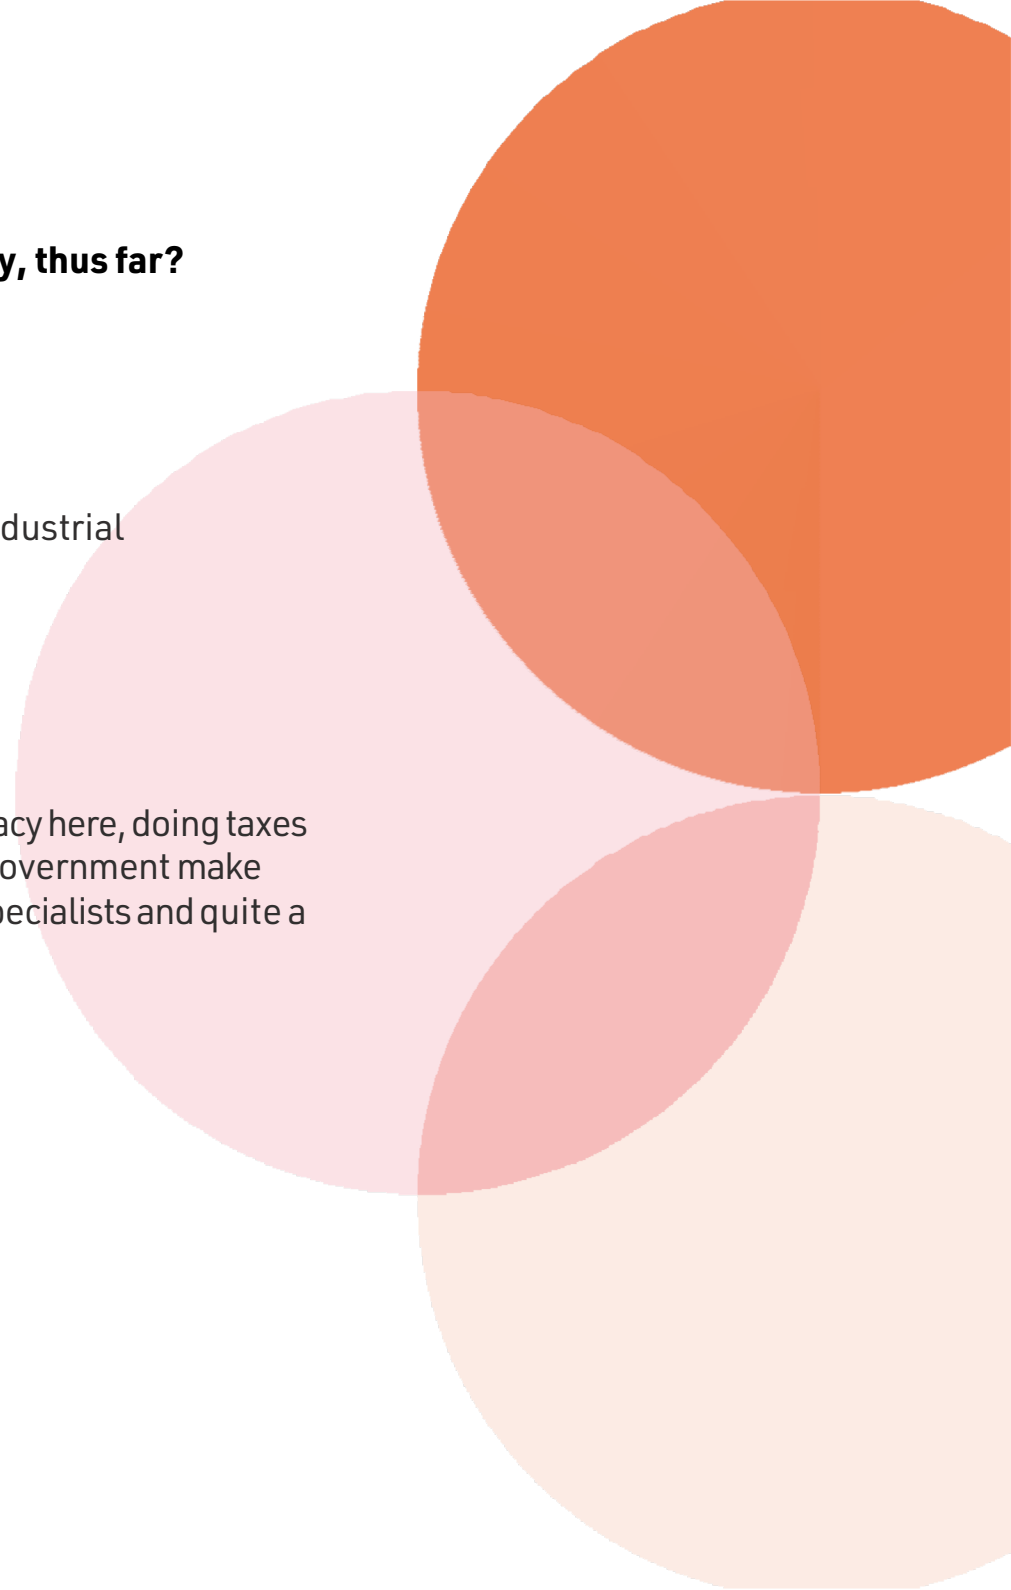 y, thus far?
dustrial
acy here, doing taxes
overnment make
pecialists and quite a